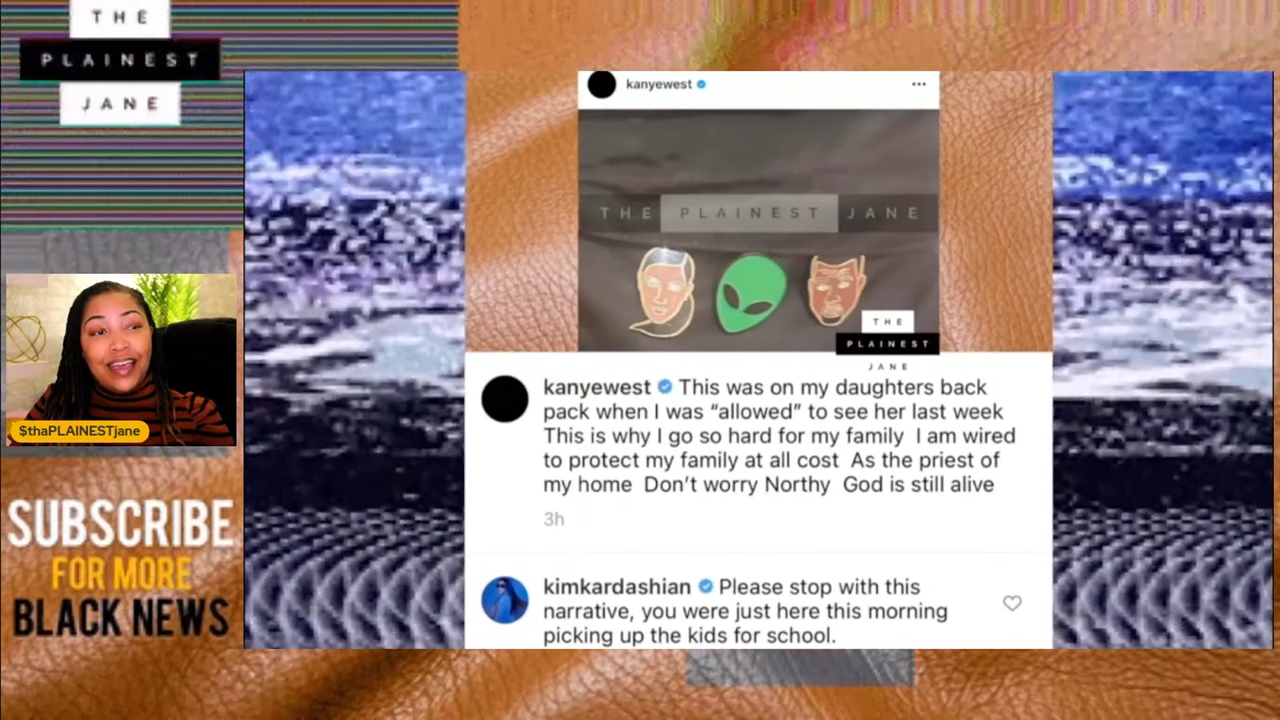 THE
PLAINEST
JANE
kanyewest
THE PLAINEST JANE
THE
PLAINEST
JANE
kanyewest This was on my daughters back
pack when I was “allowed” to see her last week
This is why I go so hard for my family I am wired
to protect my family at all cost As the priest of
my home Don’t worry Northy God is still alive
3h
kimkardashian Please stop with this
narrative, you were just here this morning
picking up the kids for school.
$thaPLAINESTjane
SUBSCRIBE
FOR MORE
BLACK NEWS